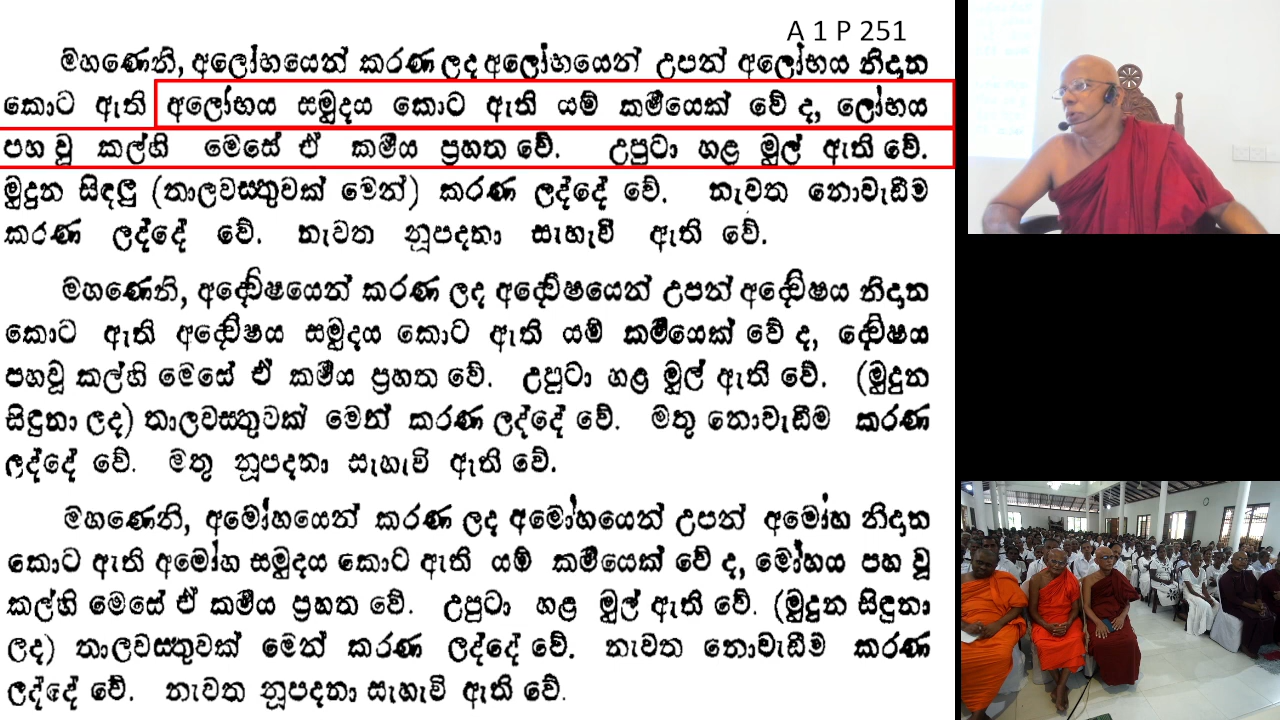 A 1 P 251
මහණෙනි, අලෝභයෙන් කරණ ලද අලෝභයෙන් උපන් අලෝභය නිදාන
කොට ඇති අලෝභය සමුදය කොට ඇති යම් කර්‍මයෙක් වේ ද, ලෝභය
පහ වූ කල්හි මෙසේ ඒ කර්‍මය ප්‍රහත වේ. උපුටා හළ මුල් ඇති වේ.
මුදුන සිඳලු (තාලවස්තුවක් මෙන්) කරණ ලද්දේ වේ. නැවත නොවැඩීම
කරණ ලද්දේ වේ. නැවත නූපදනා සැහැවි ඇති වේ.
මහණෙනි, අද්වේෂයෙන් කරණ ලද අද්වේෂයෙන් උපන් අද්වේෂය නිදාන
කොට ඇති අද්වේෂය සමුදය කොට ඇති යම් කර්‍මයෙක් වේ ද, ද්වේෂය
පහවූ කල්හි මෙසේ ඒ කර්‍මය ප්‍රහත වේ. උපුටා හළ මුල් ඇති වේ. (මුදුන
සිඳුනා ලද) තාලවස්තුවක් මෙන් කරණ ලද්දේ වේ. මතු නොවැඩීම කරණ
ලද්දේ වේ. මතු නූපදනා සැහැවි ඇති වේ.
මහණෙනි, අමෝහයෙන් කරණ ලද අමෝහයෙන් උපන් අමෝහ නිදාන
කොට ඇති අමෝහ සමුදය කොට ඇති යම් කර්‍මයෙක් වේ ද, මෝහය පහ වූ
කල්හි මෙසේ ඒ කර්‍මය ප්‍රහත වේ. උපුටා හළ මුල් ඇති වේ. (මුදුන සිඳුනා
ලද) තාලවස්තුවක් මෙන් කරණ ලද්දේ වේ. නැවත නොවැඩීම කරණ
ලද්දේ වේ. නැවත නූපදනා සැහැවි ඇති වේ.